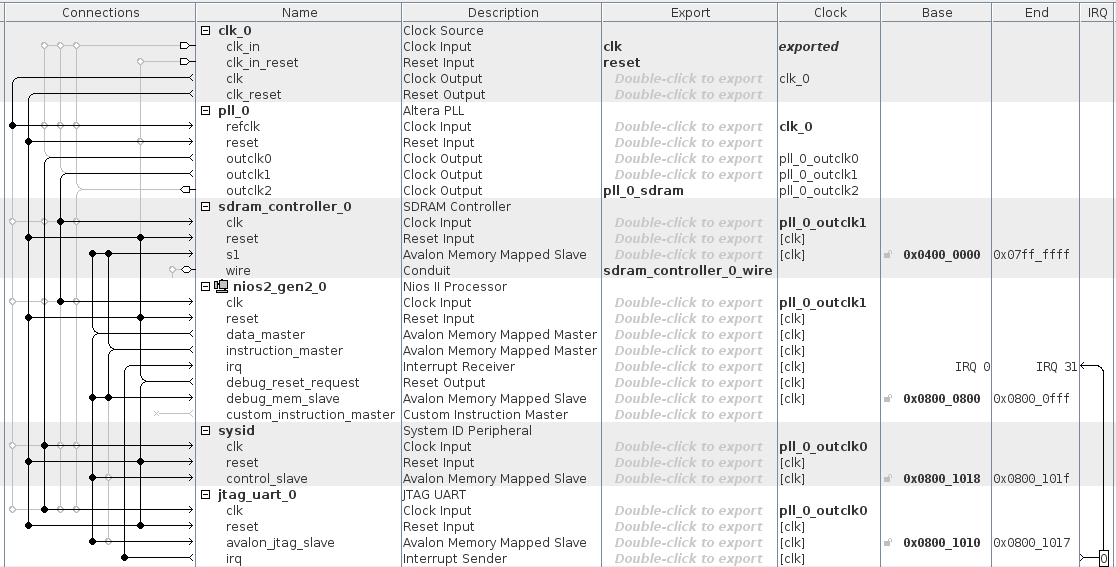 Connections Name Description Export Clock Base End IRQ
clk_0 Clock Source
clk_in Clock Input clk exported
clk_in_reset Reset Input reset
clk Clock Output Double-click to export clk_0
clk_reset Reset Output Double-click to export
pll_0 Altera PLL
refclk Clock Input Double-click to export clk_0
reset Reset Input Double-click to export
outclk0 Clock Output Double-click to export pll_0_outclk0
outclk1 Clock Output Double-click to export pll_0_outclk1
outclk2 Clock Output pll_0_sdram pll_0_outclk2
sdram_controller_0 SDRAM Controller
clk Clock Input Double-click to export pll_0_outclk1
reset Reset Input Double-click to export [clk]
s1 Avalon Memory Mapped Slave Double-click to export [clk] 0x0400_0000 0x07ff_ffff
wire Conduit sdram_controller_0_wire
nios2_gen2_0 Nios II Processor
clk Clock Input Double-click to export pll_0_outclk1
reset Reset Input Double-click to export [clk]
data_master Avalon Memory Mapped Master Double-click to export [clk]
instruction_master Avalon Memory Mapped Master Double-click to export [clk]
irq Interrupt Receiver Double-click to export [clk] IRQ 0 IRQ 31
debug_reset_request Reset Output Double-click to export [clk]
debug_mem_slave Avalon Memory Mapped Slave Double-click to export [clk] 0x0800_0800 0x0800_0fff
custom_instruction_master Custom Instruction Master Double-click to export
sysid System ID Peripheral
clk Clock Input Double-click to export pll_0_outclk0
reset Reset Input Double-click to export [clk]
control_slave Avalon Memory Mapped Slave Double-click to export [clk] 0x0800_1018 0x0800_101f
jtag_uart_0 JTAG UART
clk Clock Input Double-click to export pll_0_outclk0
reset Reset Input Double-click to export [clk]
avalon_jtag_slave Avalon Memory Mapped Slave Double-click to export [clk] 0x0800_1010 0x0800_1017
irq Interrupt Sender Double-click to export [clk] 0